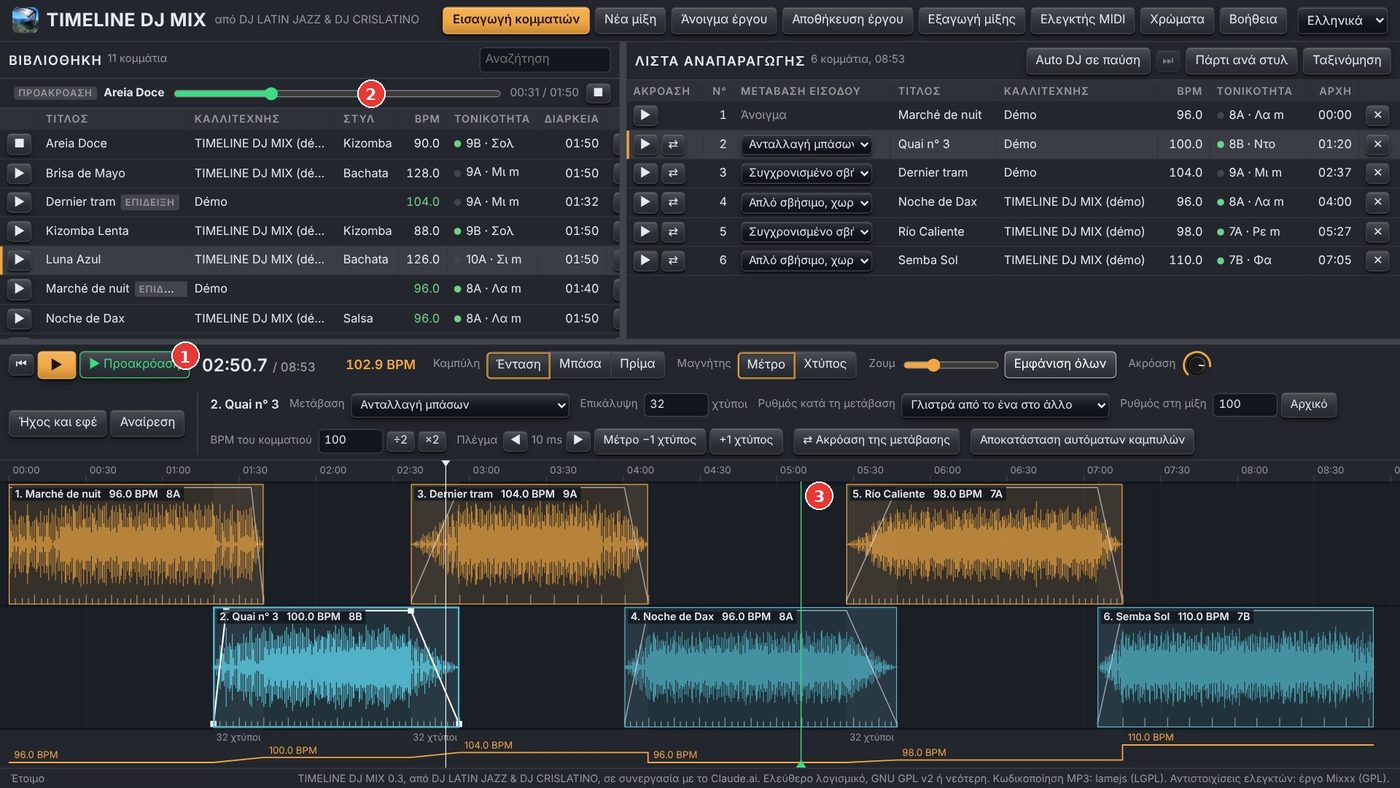 TIMELINE DJ MIX από DJ LATIN JAZZ & DJ CRISLATINO Εισαγωγή κομματιών Νέα μίξη Άνοιγμα έργου Αποθήκευση έργου Εξαγωγή μίξης Ελεγκτής MIDI Χρώματα Βοήθεια Ελληνικά
ΒΙΒΛΙΟΘΗΚΗ 11 κομμάτια Αναζήτηση
ΠΡΟΑΚΡΟΑΣΗ Areia Doce 2 00:31 / 01:50
ΤΙΤΛΟΣ ΚΑΛΛΙΤΕΧΝΗΣ ΣΤΥΛ BPM ΤΟΝΙΚΟΤΗΤΑ ΔΙΑΡΚΕΙΑ
Areia Doce TIMELINE DJ MIX (dé... Kizomba 90.0 9B · Σολ 01:50
Brisa de Mayo TIMELINE DJ MIX (dé... Bachata 128.0 9A · Μι m 01:50
Dernier tram ΕΠΙΔΕΙΞΗ Démo 104.0 9A · Μι m 01:32
Kizomba Lenta TIMELINE DJ MIX (dé... Kizomba 88.0 9B · Σολ 01:50
Luna Azul TIMELINE DJ MIX (dé... Bachata 126.0 10A · Σι m 01:50
Marché de nuit ΕΠΙΔ... Démo 96.0 8A · Λα m 01:40
Noche de Dax TIMELINE DJ MIX (dé... Salsa 96.0 8A · Λα m 01:50
ΛΙΣΤΑ ΑΝΑΠΑΡΑΓΩΓΗΣ 6 κομμάτια, 08:53 Auto DJ σε παύση Πάρτι ανά στυλ Ταξινόμηση
ΑΚΡΟΑΣΗ N° ΜΕΤΑΒΑΣΗ ΕΙΣΟΔΟΥ ΤΙΤΛΟΣ ΚΑΛΛΙΤΕΧΝΗΣ BPM ΤΟΝΙΚΟΤΗΤΑ ΑΡΧΗ
1 Άνοιγμα Marché de nuit Démo 96.0 8A · Λα m 00:00
2 Ανταλλαγή μπάσων Quai n° 3 Démo 100.0 8B · Ντο 01:20
3 Συγχρονισμένο σβή Dernier tram Démo 104.0 9A · Μι m 02:37
4 Απλό σβήσιμο, χωρ Noche de Dax TIMELINE DJ MIX (démo) 96.0 8A · Λα m 04:00
5 Συγχρονισμένο σβή Río Caliente TIMELINE DJ MIX (démo) 98.0 7A · Ρε m 05:27
6 Απλό σβήσιμο, χωρ Semba Sol TIMELINE DJ MIX (démo) 110.0 7B · Φα 07:05
Προακρόασ 1 02:50.7 / 08:53 102.9 BPM Καμπύλη Ένταση Μπάσα Πρίμα Μαγνήτης Μέτρο Χτύπος Ζουμ Εμφάνιση όλων Ακρόαση
Ήχος και εφέ Αναίρεση 2. Quai n° 3 Μετάβαση Ανταλλαγή μπάσων Επικάλυψη 32 χτύποι Ρυθμός κατά τη μετάβαση Γλιστρά από το ένα στο άλλο Ρυθμός στη μίξη 100 Αρχικό
BPM του κομματιού 100 ÷2 ×2 Πλέγμα 10 ms Μέτρο −1 χτύπος +1 χτύπος ⇄ Ακρόαση της μετάβασης Αποκατάσταση αυτόματων καμπυλών
00:00 00:30 01:00 01:30 02:00 02:30 03:00 03:30 04:00 04:30 05:00 05:30 06:00 06:30 07:00 07:30 08:00 08:30
1. Marché de nuit 96.0 BPM 8A 3. Dernier tram 104.0 BPM 9A 3 5. Río Caliente 98.0 BPM 7A
2. Quai n° 3 100.0 BPM 8B 4. Noche de Dax 96.0 BPM 8A 6. Semba Sol 110.0 BPM 7B
32 χτύποι 32 χτύποι 32 χτύποι
96.0 BPM 100.0 BPM 104.0 BPM 96.0 BPM 98.0 BPM 110.0 BPM
Έτοιμο TIMELINE DJ MIX 0.3, από DJ LATIN JAZZ & DJ CRISLATINO, σε συνεργασία με το Claude.ai. Ελεύθερο λογισμικό, GNU GPL v2 ή νεότερη. Κωδικοποίηση MP3: lamejs (LGPL). Αντιστοιχίσεις ελεγκτών: έργο Mixxx (GPL).